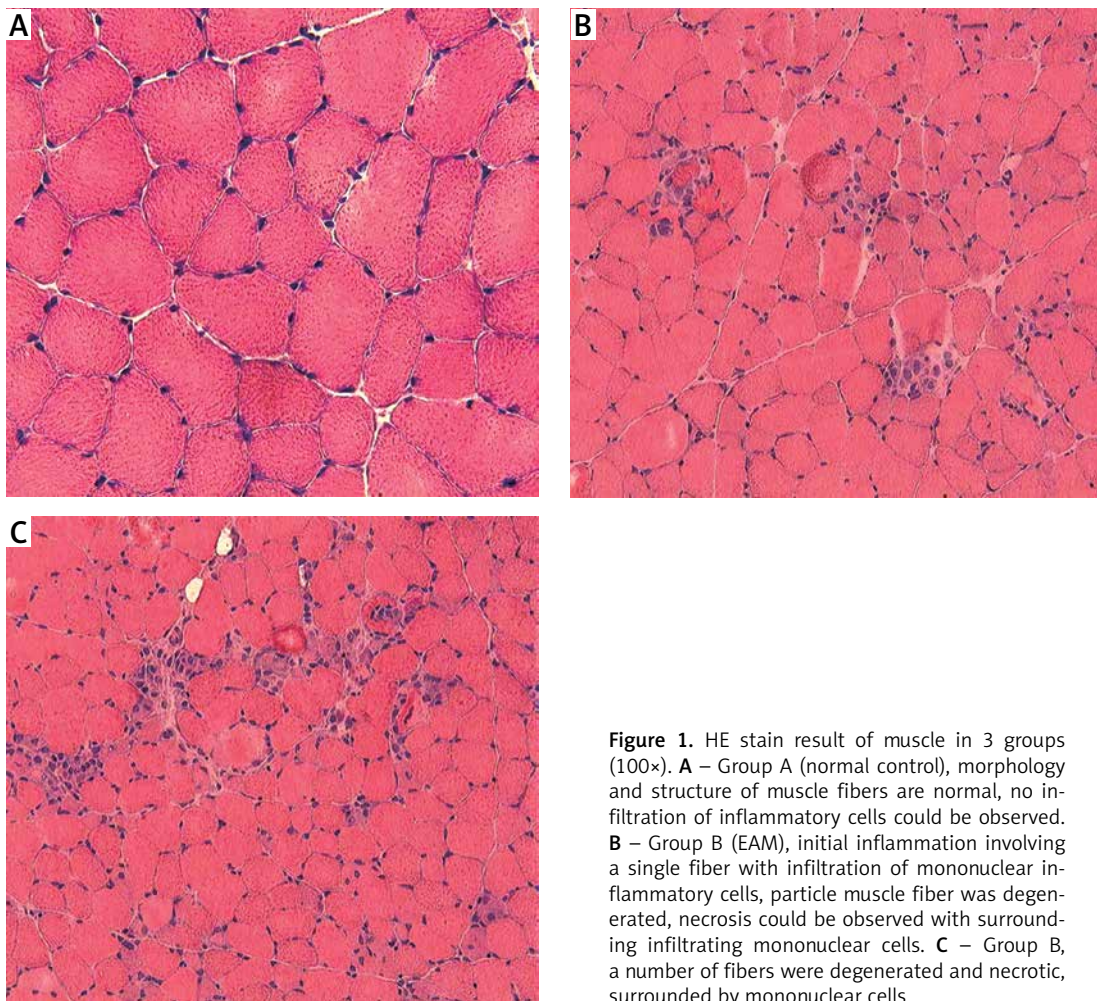 A
B
C
Figure 1. HE stain result of muscle in 3 groups
(100×). A – Group A (normal control), morphology
and structure of muscle fibers are normal, no in-
filtration of inflammatory cells could be observed.
B – Group B (EAM), initial inflammation involving
a single fiber with infiltration of mononuclear in-
flammatory cells, particle muscle fiber was degen-
erated, necrosis could be observed with surround-
ing infiltrating mononuclear cells. C – Group B,
a number of fibers were degenerated and necrotic,
surrounded by mononuclear cells